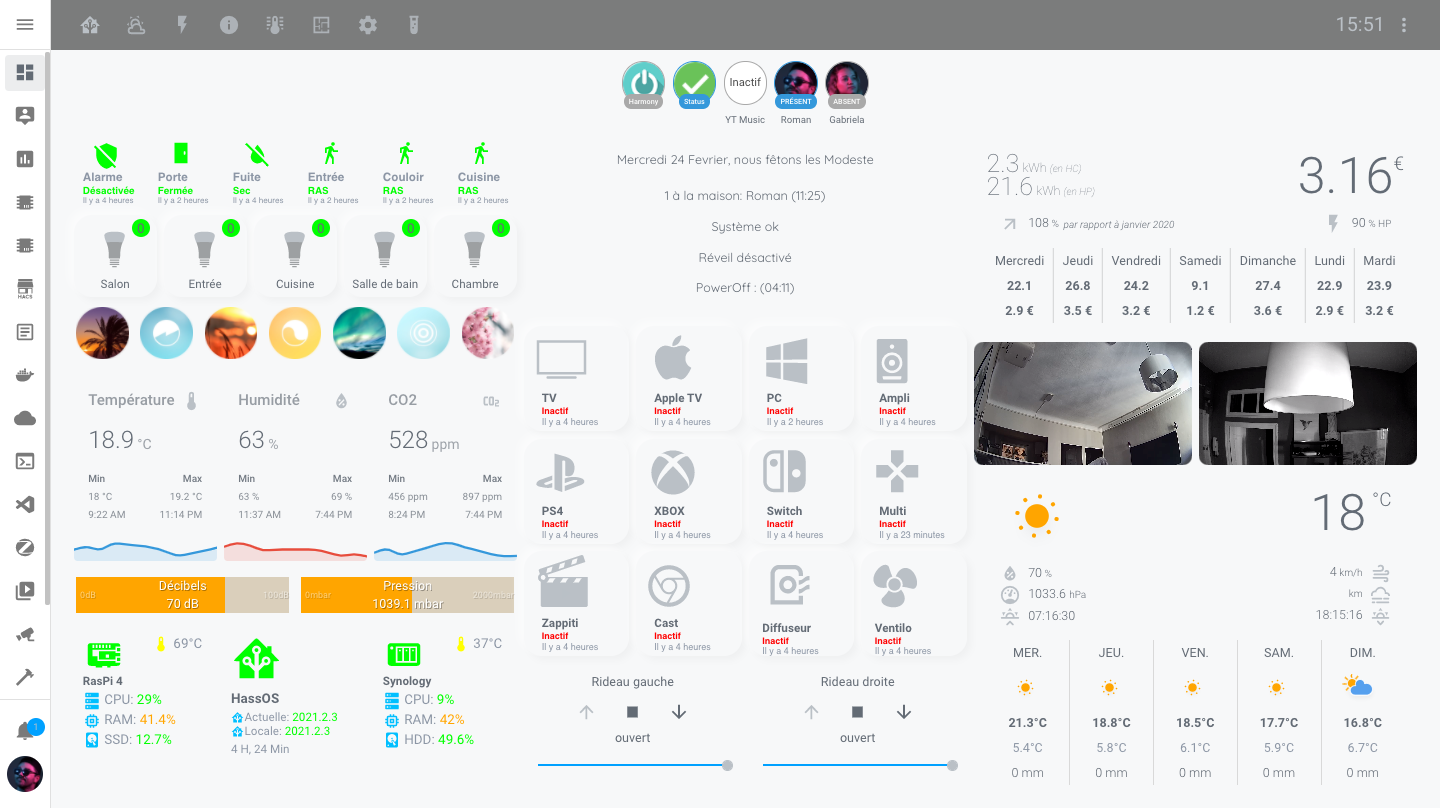 15:51
Harmony
Status
Inactif
PRÉSENT
ABSENT
YT Music
Roman
Gabriela
HACS
1
Alarme
Porte
Fuite
Entrée
Couloir
Cuisine
Désactivée
Fermée
Sec
RAS
RAS
RAS
Il y a 4 heures
Il y a 2 heures
Il y a 4 heures
Il y a 2 heures
Il y a 2 heures
Il y a 2 heures
0
0
0
0
0
Salon
Entrée
Cuisine
Salle de bain
Chambre
Température
Humidité
CO2
CO₂
18.9 °C
63 %
528 ppm
Min Max
Min Max
Min Max
18 °C 19.2 °C
63 % 69 %
456 ppm 897 ppm
9:22 AM 11:14 PM
11:37 AM 7:44 PM
8:24 PM 7:44 PM
Décibels
0dB 100dB
70 dB
Pression
0mbar 2000mbar
1039.1 mbar
69°C
RasPi 4
CPU: 29%
RAM: 41.4%
SSD: 12.7%
HassOS
Actuelle: 2021.2.3
Locale: 2021.2.3
4 H, 24 Min
37°C
Synology
CPU: 9%
RAM: 42%
HDD: 49.6%
Mercredi 24 Fevrier, nous fêtons les Modeste
1 à la maison: Roman (11:25)
Système ok
Réveil désactivé
PowerOff : (04:11)
TV
Inactif
Il y a 4 heures
Apple TV
Inactif
Il y a 4 heures
PC
Inactif
Il y a 2 heures
Ampli
Inactif
Il y a 4 heures
PS4
Inactif
Il y a 4 heures
XBOX
Inactif
Il y a 4 heures
Switch
Inactif
Il y a 4 heures
Multi
Inactif
Il y a 23 minutes
Zappiti
Inactif
Il y a 4 heures
Cast
Inactif
Il y a 4 heures
Diffuseur
Inactif
Il y a 4 heures
Ventilo
Inactif
Il y a 4 heures
Rideau gauche
ouvert
Rideau droite
ouvert
2.3 kWh (en HC)
21.6 kWh (en HP)
3.16€
108 % par rapport à janvier 2020
90 % HP
Mercredi
Jeudi
Vendredi
Samedi
Dimanche
Lundi
Mardi
22.1
26.8
24.2
9.1
27.4
22.9
23.9
2.9 €
3.5 €
3.2 €
1.2 €
3.6 €
2.9 €
3.2 €
18 °C
70 %
4 km/h
1033.6 hPa
km
07:16:30
18:15:16
MER.
JEU.
VEN.
SAM.
DIM.
21.3°C
18.8°C
18.5°C
17.7°C
16.8°C
5.4°C
5.8°C
6.1°C
5.9°C
6.7°C
0 mm
0 mm
0 mm
0 mm
0 mm